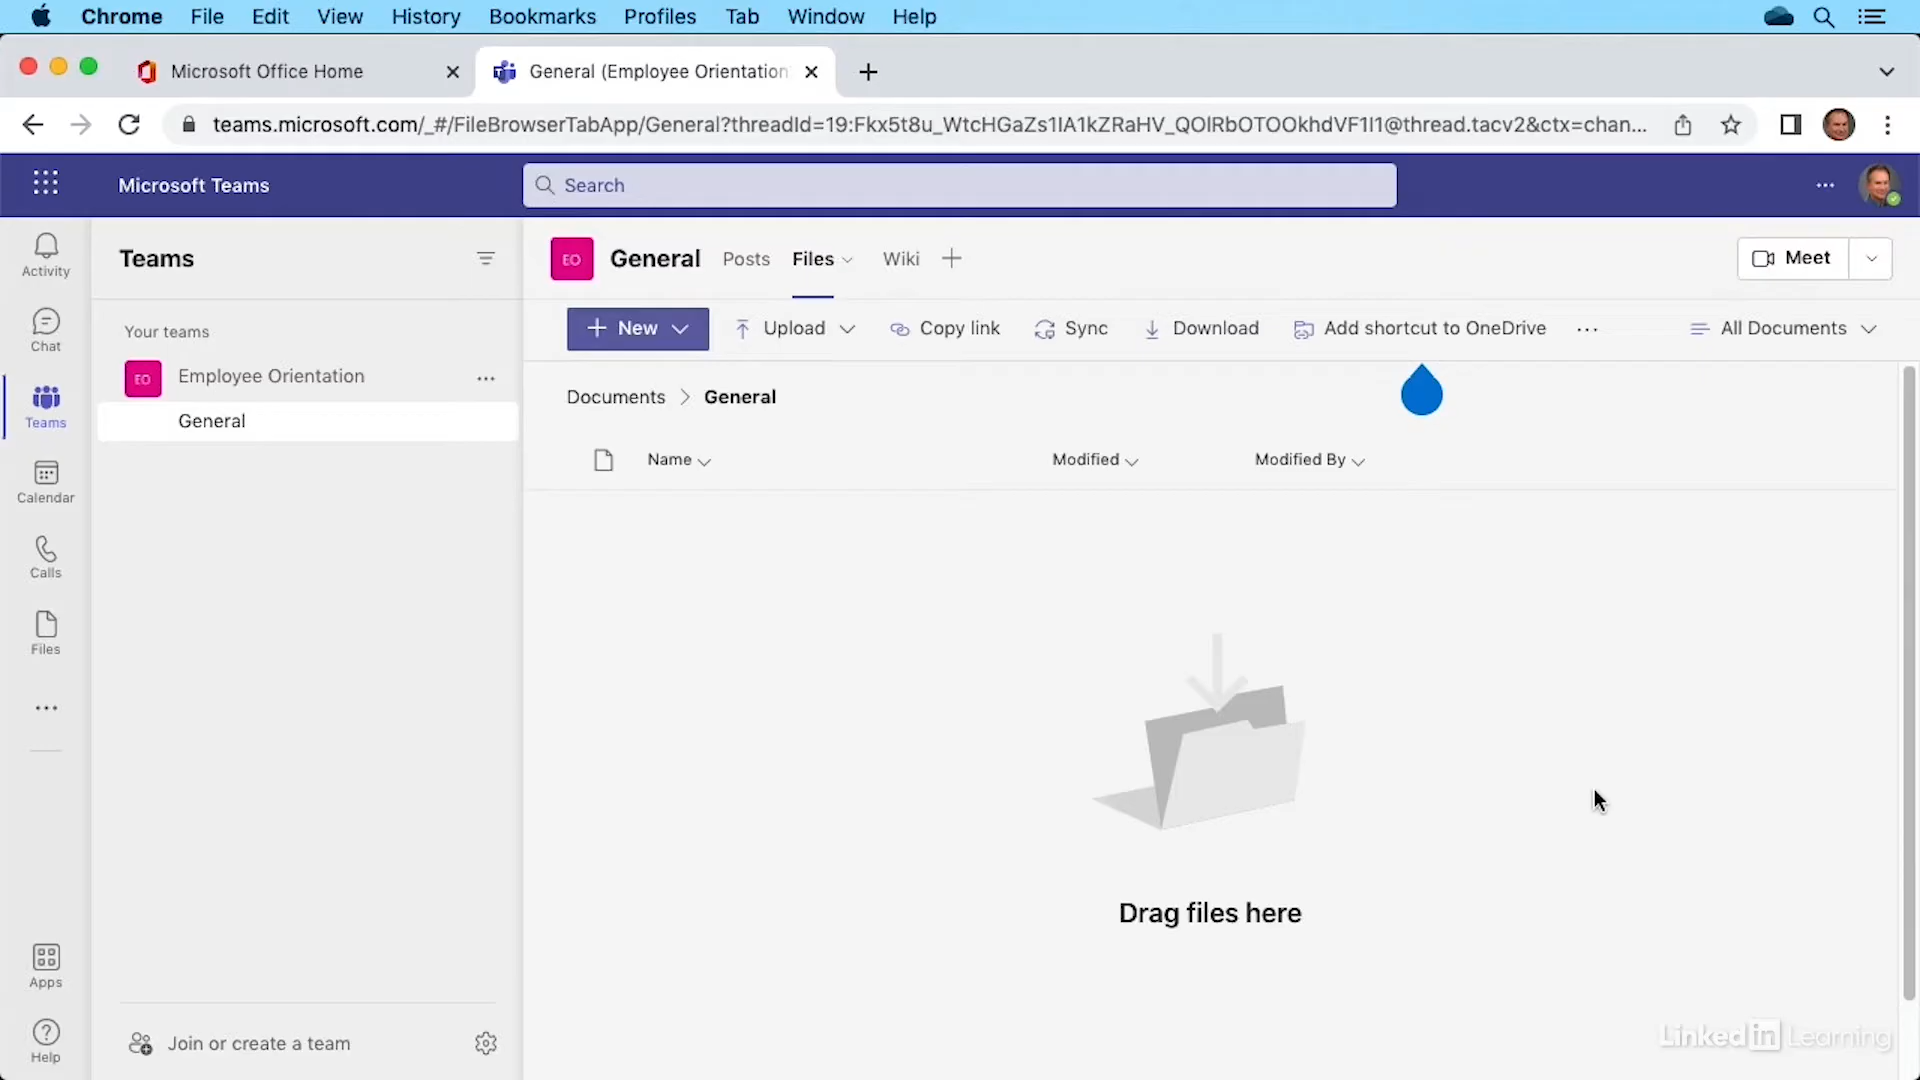 Chrome File Edit View History Bookmarks Profiles Tab Window Help
Microsoft Office Home
General (Employee Orientation
teams.microsoft.com/_#/FileBrowserTabApp/General?threadId=19:Fkx5t8u_WtcHGaZs1IA1kZRaHV_QOlRbOTOOkhdVF1I1@thread.tacv2&ctx=chan...
Microsoft Teams
Search
Activity
Chat
Teams
Calendar
Calls
Files
Apps
Help
Teams
Your teams
EO Employee Orientation
General
Join or create a team
EO General Posts Files Wiki
Meet
New Upload Copy link Sync Download Add shortcut to OneDrive All Documents
Documents > General
Name Modified Modified By
Drag files here
LinkedIn Learning